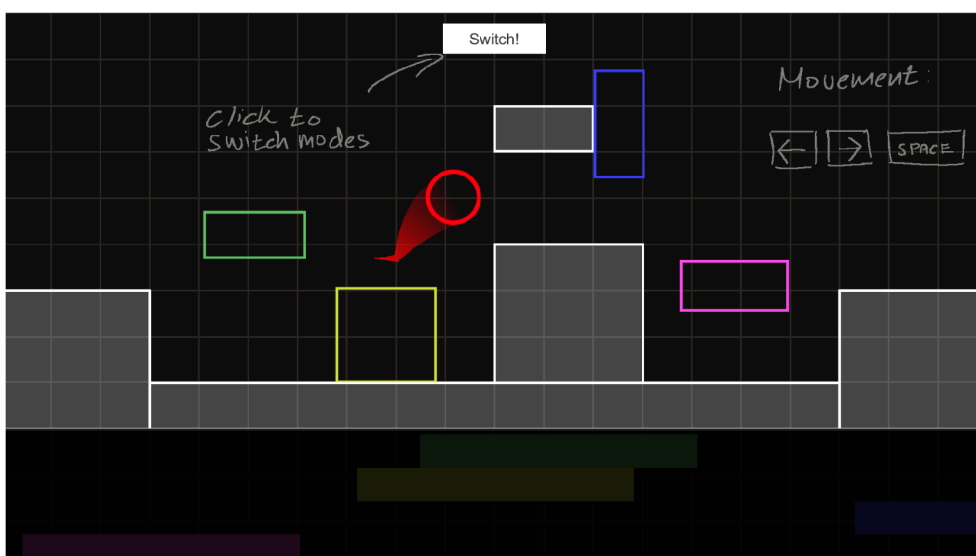 Switch!
Movement:
Click to
switch modes
← → SPACE